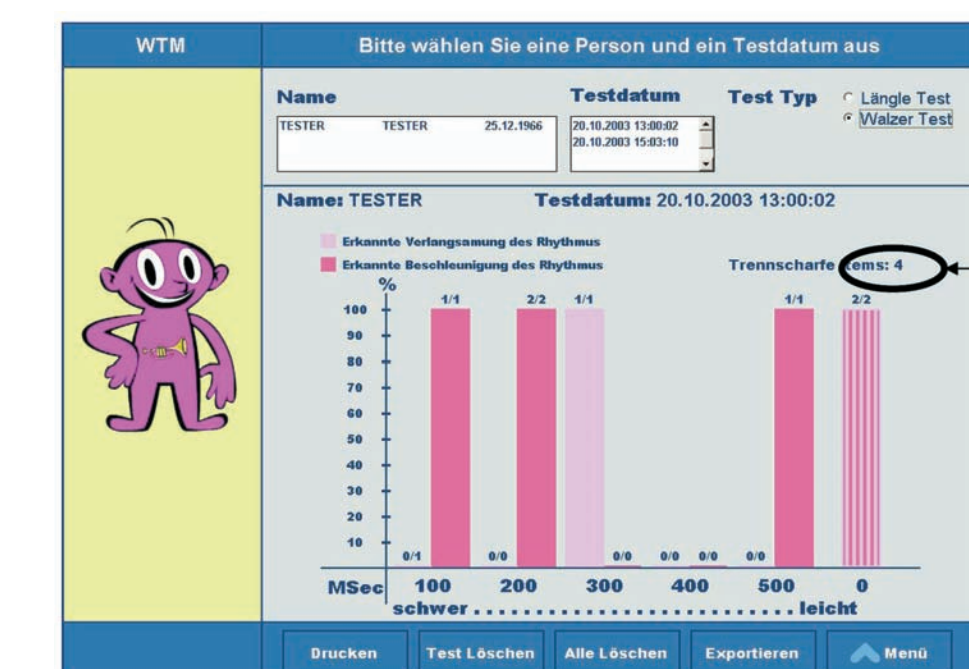 WTM
Bitte wählen Sie eine Person und ein Testdatum aus
Name Testdatum Test Typ Längle Test
Walzer Test
TESTER TESTER 25.12.1966 20.10.2003 13:00:02
20.10.2003 15:03:10
Name: TESTER Testdatum: 20.10.2003 13:00:02
Erkannte Verlangsamung des Rhythmus
Erkannte Beschleunigung des Rhythmus Trennscharfe Items: 4
%
1/1 2/2 1/1 1/1 2/2
100
90
80
70
60
50
40
30
20
10
0/1 0/0 0/0 0/0 0/0 0/0
MSec 100 200 300 400 500 0
schwer . . . . . . . . . . . . . . . . . . . . . . . . . . leicht
Drucken Test Löschen Alle Löschen Exportieren Menü